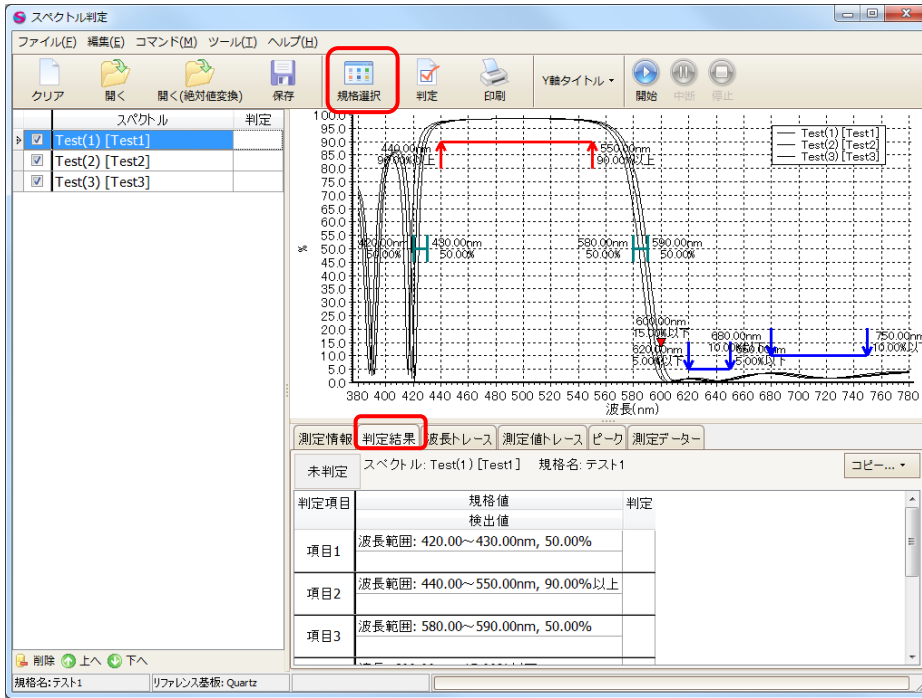 スペクトル判定
ファイル(F) 編集(E) コマンド(M) ツール(T) ヘルプ(H)
クリア 開く 開く(絶対値変換) 保存 規格選択 判定 印刷 Y軸タイトル 開始 中断 停止
スペクトル 判定
Test(1) [Test1]
Test(2) [Test2]
Test(3) [Test3]
100.0
95.0
90.0
85.0
80.0
75.0
70.0
65.0
60.0
55.0
50.0
45.0
40.0
35.0
30.0
25.0
20.0
15.0
10.0
5.0
0.0
%
Test(1) [Test1]
Test(2) [Test2]
Test(3) [Test3]
440.00nm
90.00%以上
550.00nm
90.00%以上
420.00nm
50.00%
430.00nm
50.00%
580.00nm
50.00%
590.00nm
50.00%
600.00nm
15.00%以下
620.00nm
5.00%以下
650.00nm
5.00%以下
680.00nm
10.00%以下
750.00nm
10.00%以下
380 400 420 440 460 480 500 520 540 560 580 600 620 640 660 680 700 720 740 760 780
波長(nm)
測定情報 判定結果 波長トレース 測定値トレース ピーク 測定データー
未判定 スペクトル: Test(1) [Test1] 規格名: テスト1 コピー...
判定項目 規格値 判定
検出値
項目1 波長範囲: 420.00～430.00nm, 50.00%
項目2 波長範囲: 440.00～550.00nm, 90.00%以上
項目3 波長範囲: 580.00～590.00nm, 50.00%
削除 上へ 下へ
規格名:テスト1 リファレンス基板: Quartz